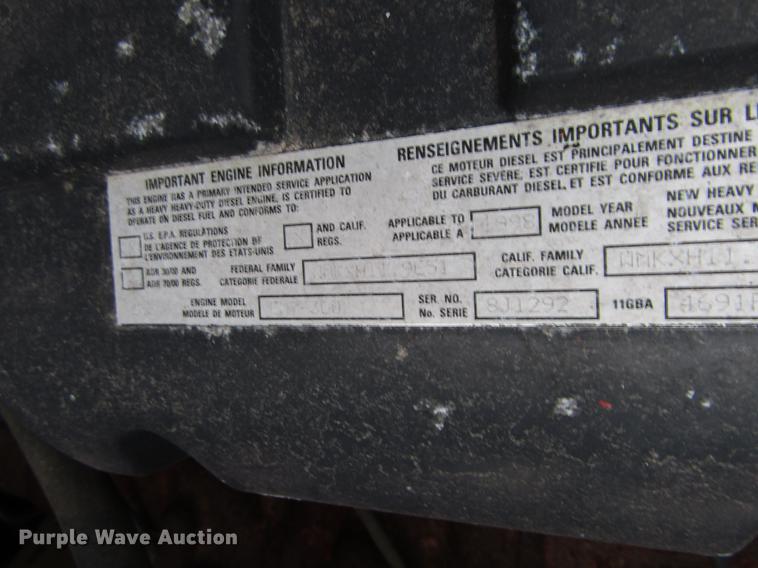 IMPORTANT ENGINE INFORMATION
THIS ENGINE HAS A PRIMARY INTENDED SERVICE APPLICATION
AS A HEAVY HEAVY-DUTY DIESEL ENGINE, IS CERTIFIED TO
OPERATE ON DIESEL FUEL AND CONFORMS TO:
U.S. E.P.A. REGULATIONS
DE L'AGENCE DE PROTECTION DE
L'ENVIRONNEMENT DES ETATS-UNIS
AND CALIF.
REGS.
ADR 30/00 AND
ADR 70/00 REGS.
RENSEIGNEMENTS IMPORTANTS SUR
CE MOTEUR DIESEL EST PRINCIPALEMENT DESTINE
SERVICE SEVERE, EST CERTIFIE POUR FONCTIONNER
DU CARBURANT DIESEL, ET EST CONFORME AUX
APPLICABLE TO
APPLICABLE A
1998
MODEL YEAR
MODELE ANNEE
NEW HEAVY
NOUVEAUX
SERVICE
FEDERAL FAMILY
CATEGORIE FEDERALE
CALIF. FAMILY
CATEGORIE CALIF.
WMKXH11.
ENGINE MODEL
MODELE DE MOTEUR
SER. NO.
No. SERIE
8J1292
11GBA
4691
Purple Wave Auction